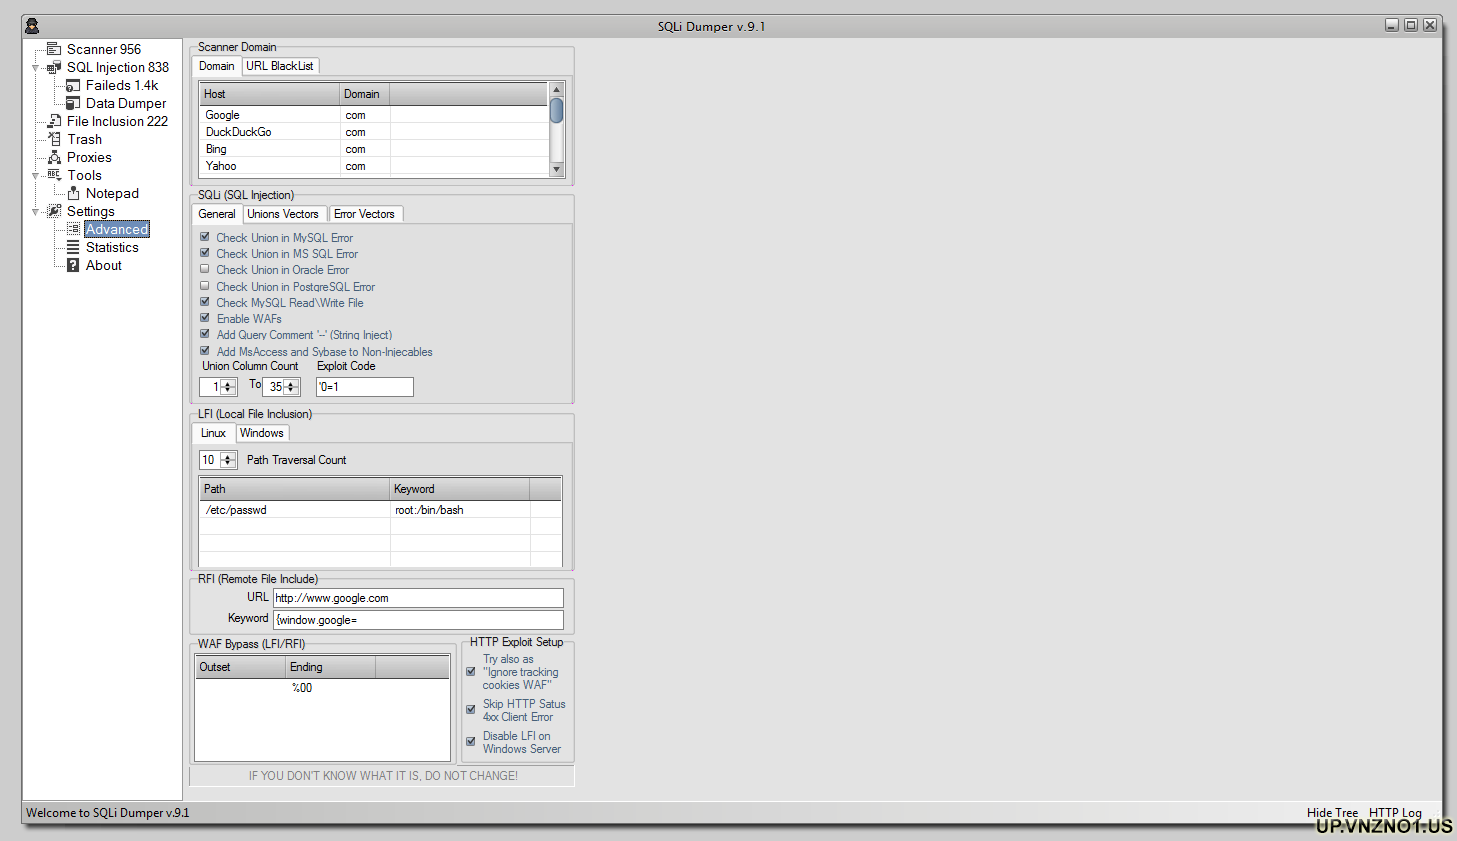 SQLi Dumper v.9.1
Scanner 956
SQL Injection 838
Faileds 1.4k
Data Dumper
File Inclusion 222
Trash
Proxies
Tools
Notepad
Settings
Advanced
Statistics
About
Scanner Domain
Domain URL BlackList
Host Domain
Google com
DuckDuckGo com
Bing com
Yahoo com
SQLi (SQL Injection)
General Unions Vectors Error Vectors
Check Union in MySQL Error
Check Union in MS SQL Error
Check Union in Oracle Error
Check Union in PostgreSQL Error
Check MySQL Read\Write File
Enable WAFs
Add Query Comment '--' (String Inject)
Add MsAccess and Sybase to Non-Injecables
Union Column Count Exploit Code
1 To 35 '0=1
LFI (Local File Inclusion)
Linux Windows
10 Path Traversal Count
Path Keyword
/etc/passwd root:/bin/bash
RFI (Remote File Include)
URL http://www.google.com
Keyword {window.google=
WAF Bypass (LFI/RFI)
Outset Ending
%00
HTTP Exploit Setup
Try also as
"Ignore tracking
cookies WAF"
Skip HTTP Satus
4xx Client Error
Disable LFI on
Windows Server
IF YOU DON'T KNOW WHAT IT IS, DO NOT CHANGE!
Welcome to SQLi Dumper v.9.1
Hide Tree HTTP Log
UP.VNZNO1.US